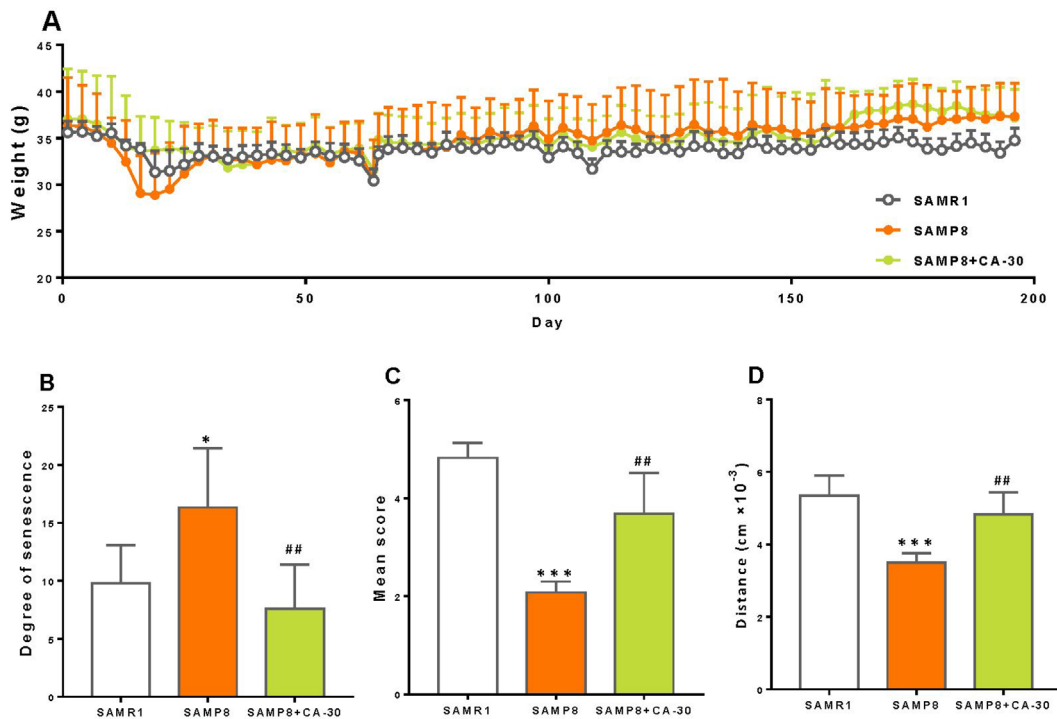 A
Weight (g)
45
40
35
30
25
20
0
50
100
150
200
Day
SAMR1
SAMP8
SAMP8+CA-30
B
Degree of senescence
25
20
15
10
5
0
*
##
SAMR1
SAMP8
SAMP8+CA-30
C
Mean score
6
4
2
0
***
##
SAMR1
SAMP8
SAMP8+CA-30
D
Distance (cm ×10⁻³)
8
6
4
2
0
***
##
SAMR1
SAMP8
SAMP8+CA-30